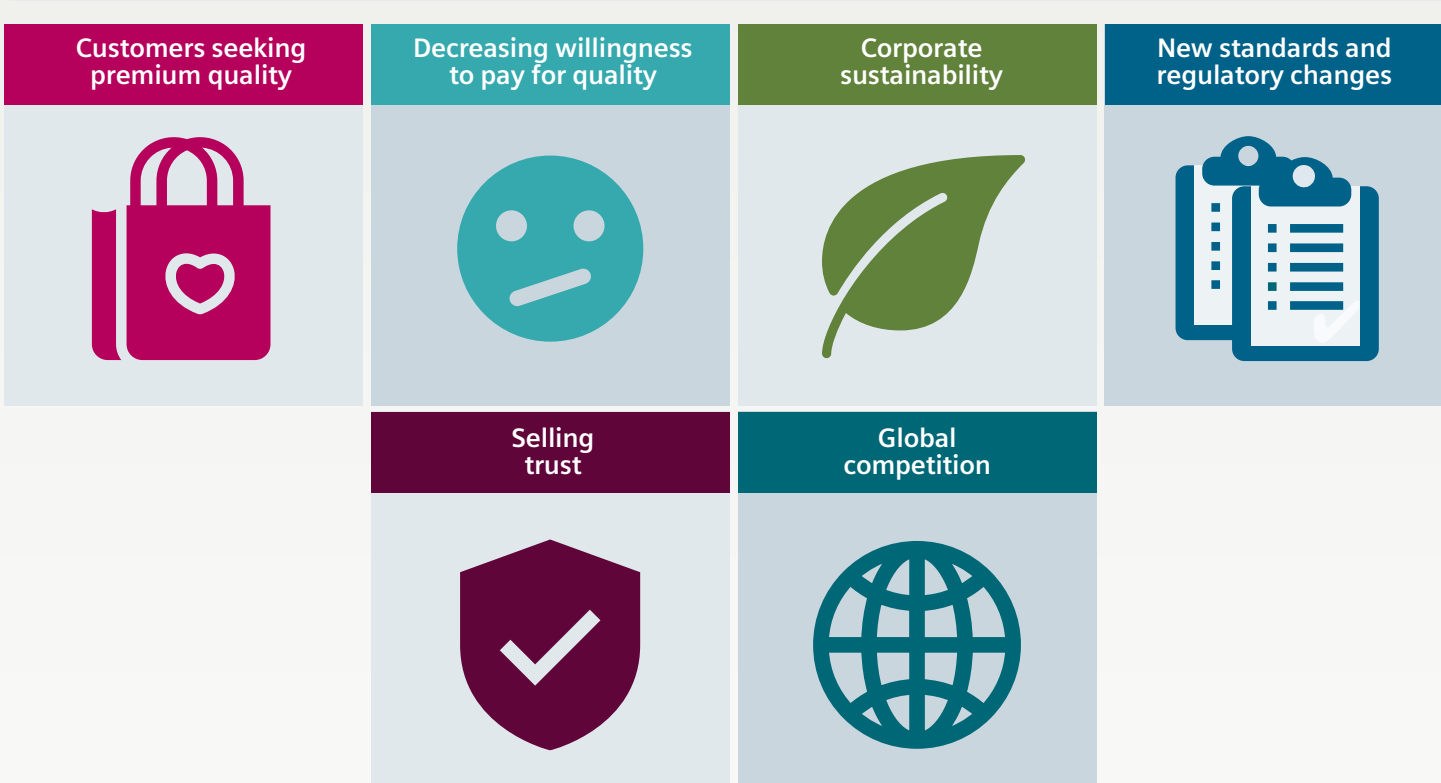 Customers seeking
premium quality
Decreasing willingness
to pay for quality
Corporate
sustainability
New standards and
regulatory changes
Selling
trust
Global
competition